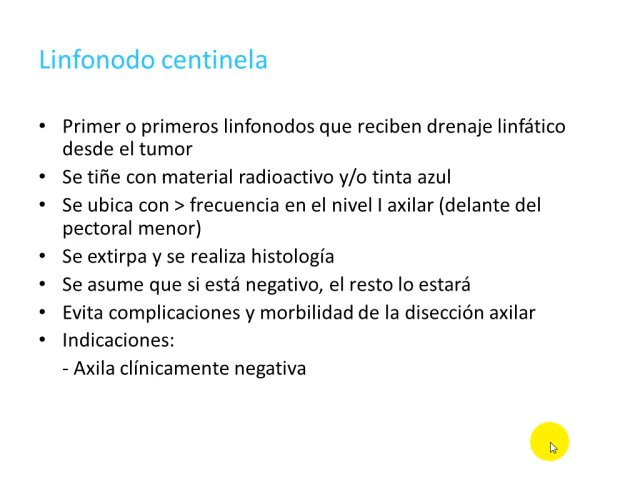 Linfonodo centinela
• Primer o primeros linfonodos que reciben drenaje linfático
desde el tumor
• Se tiñe con material radioactivo y/o tinta azul
• Se ubica con > frecuencia en el nivel I axilar (delante del
pectoral menor)
• Se extirpa y se realiza histología
• Se asume que si está negativo, el resto lo estará
• Evita complicaciones y morbilidad de la disección axilar
• Indicaciones:
- Axila clínicamente negativa